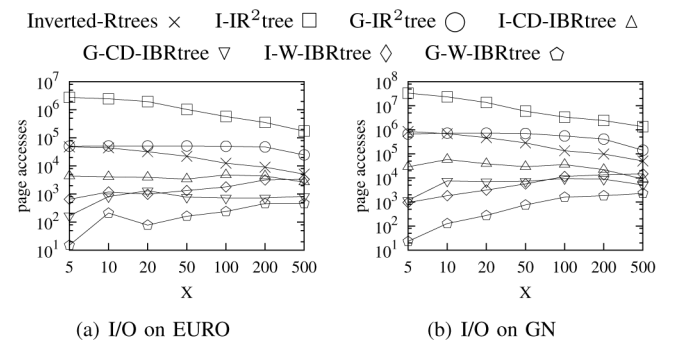 Inverted-Rtrees × I-IR²tree □ G-IR²tree ○ I-CD-IBRtree △
G-CD-IBRtree ▽ I-W-IBRtree ◇ G-W-IBRtree ⬠
page accesses
10⁷
10⁶
10⁵
10⁴
10³
10²
10¹
5 10 20 50 100 200 500
X
(a) I/O on EURO
page accesses
10⁸
10⁷
10⁶
10⁵
10⁴
10³
10²
10¹
5 10 20 50 100 200 500
X
(b) I/O on GN